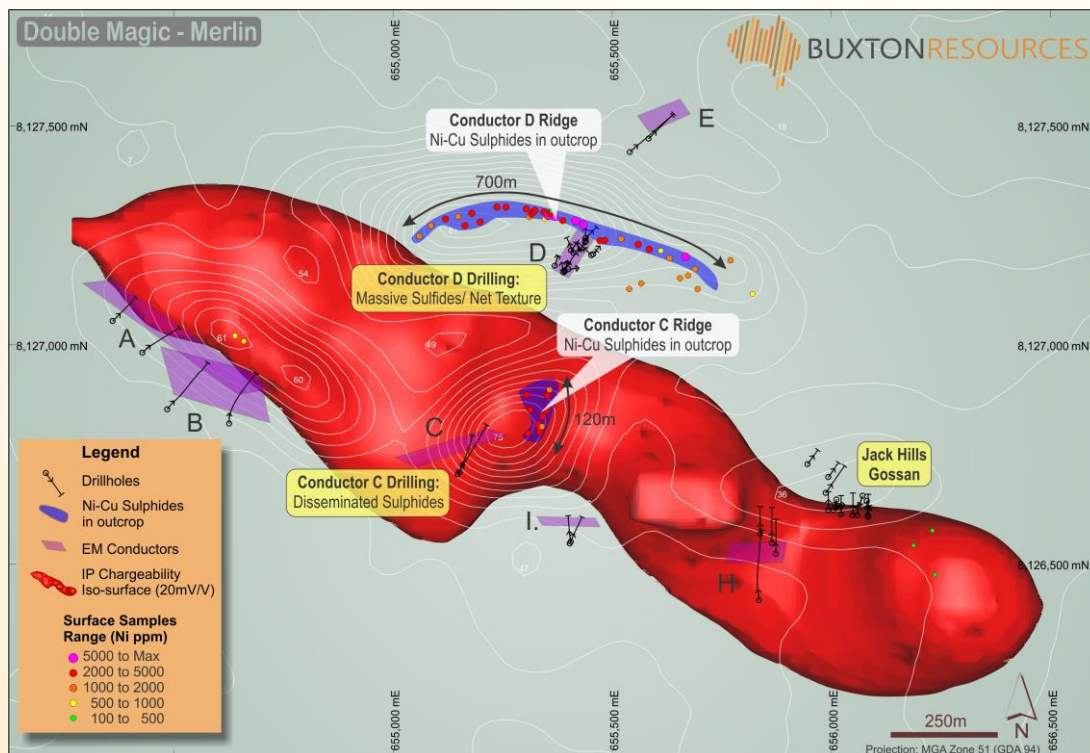 Double Magic - Merlin
BUXTONRESOURCES
655,000 mE
655,500 mE
8,127,500 mN
8,127,500 mN
8,127,000 mN
8,127,000 mN
8,126,500 mN
655,000 mE
655,500 mE
656,000 mE
656,500 mE
Conductor D Ridge
Ni-Cu Sulphides in outcrop
700m
E
D
Conductor D Drilling:
Massive Sulfides/ Net Texture
Conductor C Ridge
Ni-Cu Sulphides in outcrop
120m
A
B
C
Conductor C Drilling:
Disseminated Sulphides
I.
H
Jack Hills
Gossan
7
18
54
61
60
49
75
47
36
Legend
Drillholes
Ni-Cu Sulphides
in outcrop
EM Conductors
IP Chargeability
Iso-surface (20mV/V)
Surface Samples
Range (Ni ppm)
5000 to Max
2000 to 5000
1000 to 2000
500 to 1000
100 to 500
250m
N
Projection: MGA Zone 51 (GDA 94)